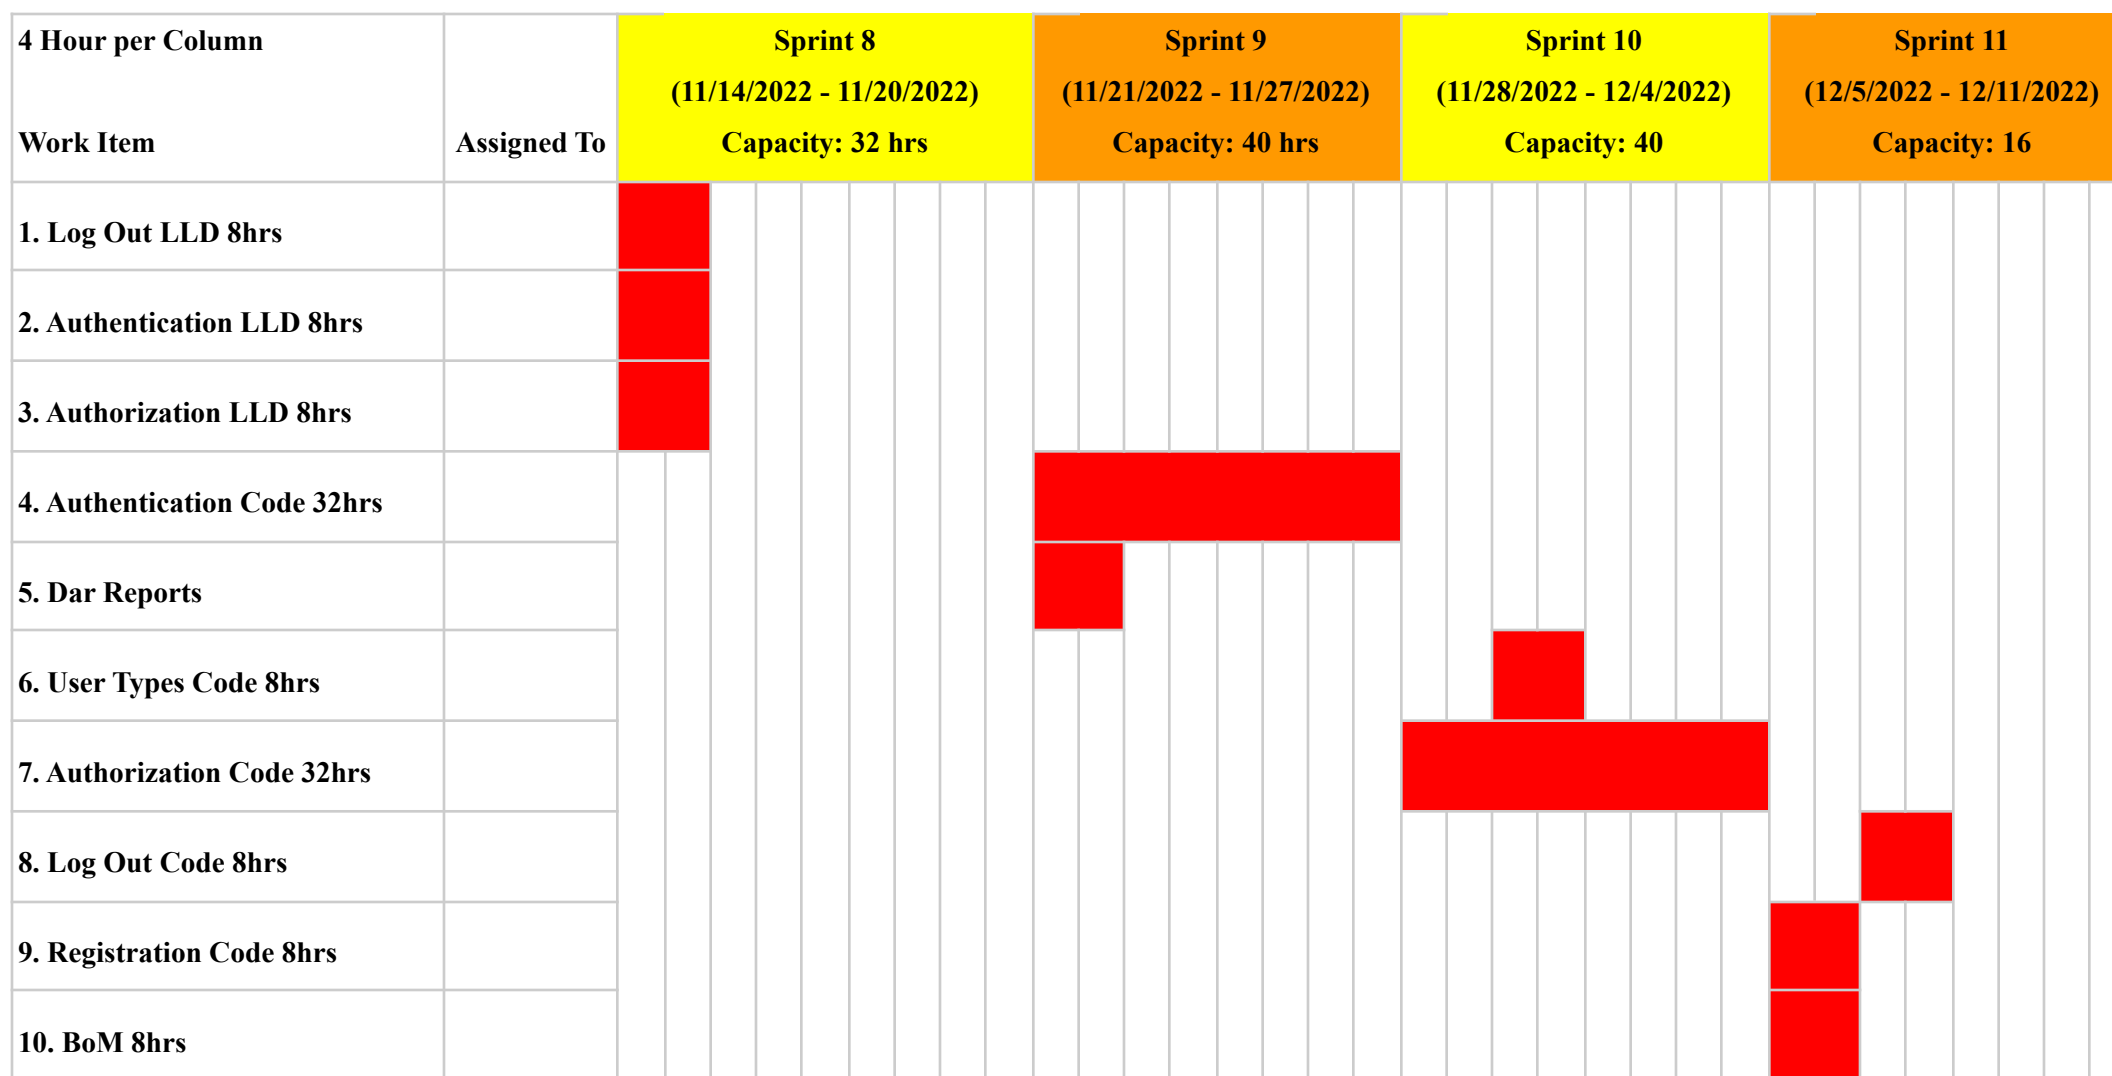 4 Hour per Column
Work Item
Assigned To
Sprint 8
(11/14/2022 - 11/20/2022)
Capacity: 32 hrs
Sprint 9
(11/21/2022 - 11/27/2022)
Capacity: 40 hrs
Sprint 10
(11/28/2022 - 12/4/2022)
Capacity: 40
Sprint 11
(12/5/2022 - 12/11/2022)
Capacity: 16
1. Log Out LLD 8hrs
2. Authentication LLD 8hrs
3. Authorization LLD 8hrs
4. Authentication Code 32hrs
5. Dar Reports
6. User Types Code 8hrs
7. Authorization Code 32hrs
8. Log Out Code 8hrs
9. Registration Code 8hrs
10. BoM 8hrs